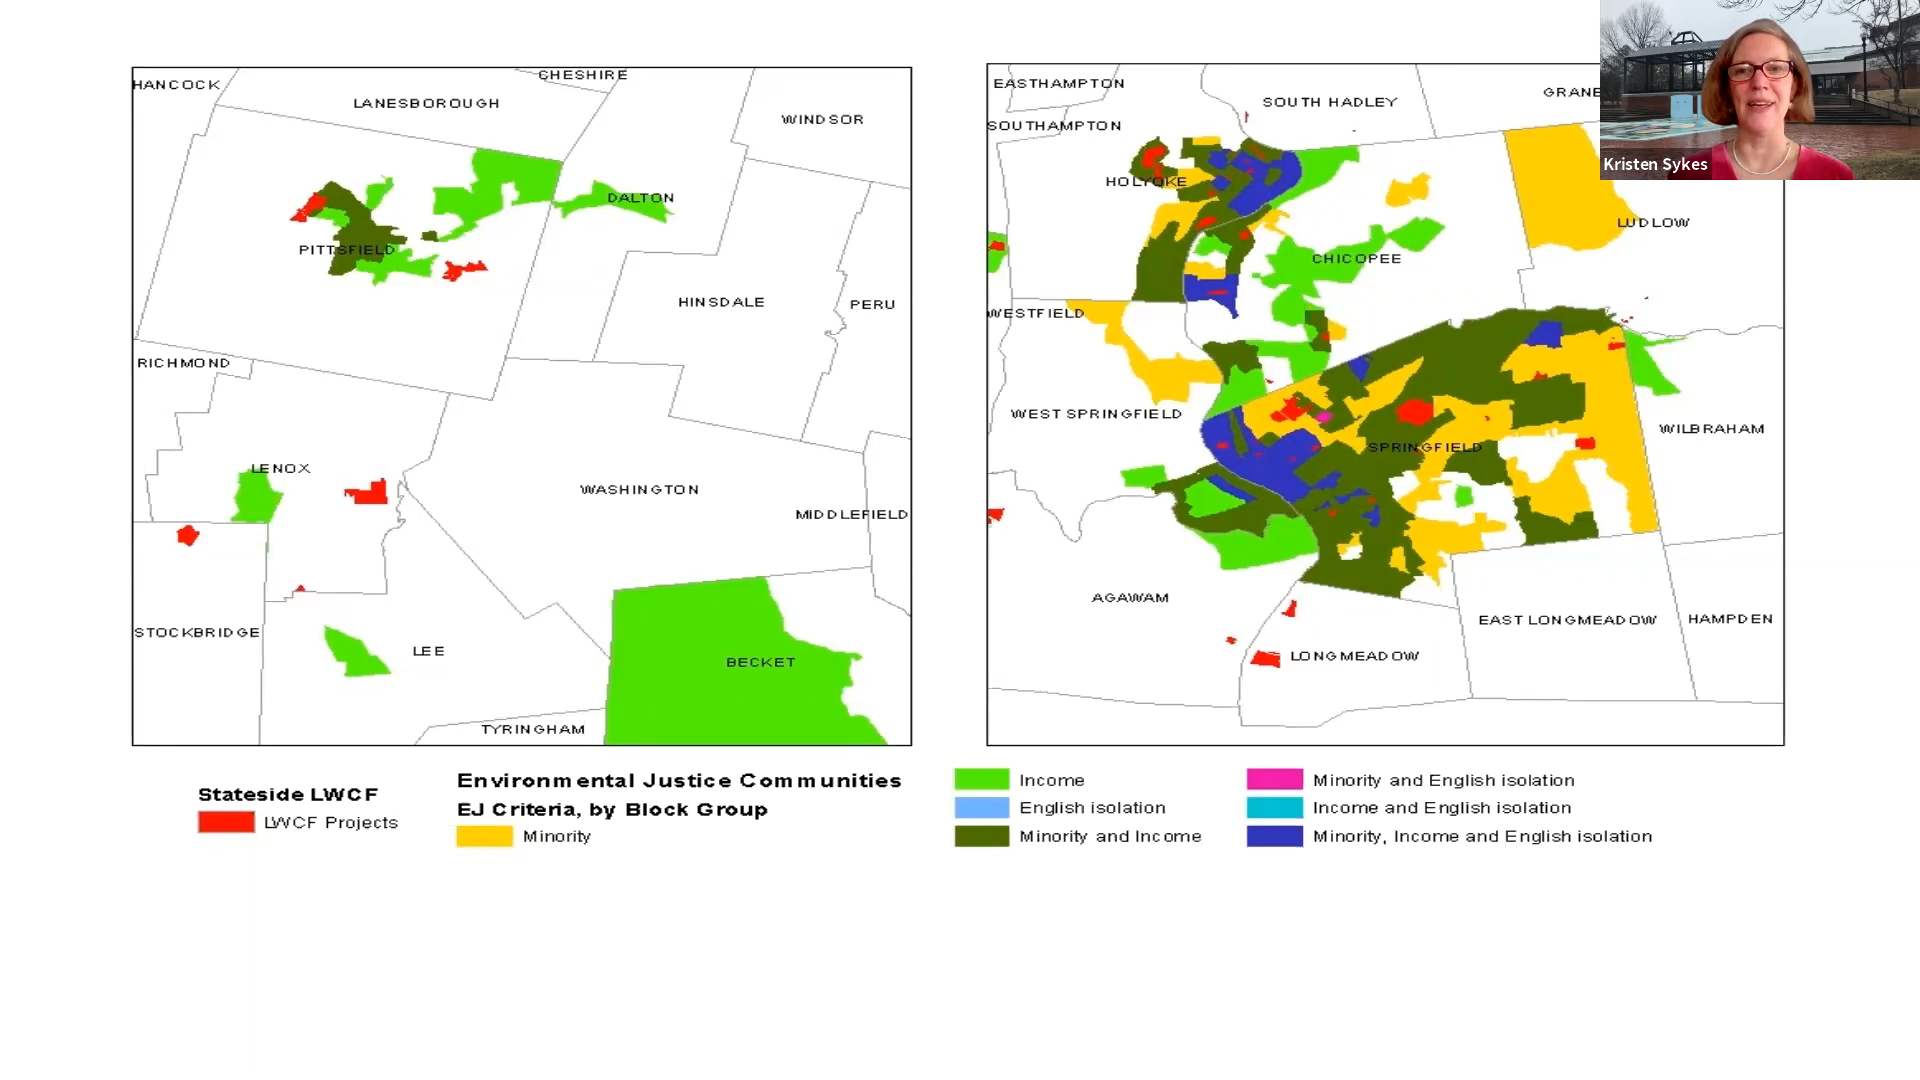 HANCOCK
CHESHIRE
LANESBOROUGH
WINDSOR
DALTON
PITTSFIELD
HINSDALE
PERU
RICHMOND
LENOX
WASHINGTON
MIDDLEFIELD
STOCKBRIDGE
LEE
BECKET
TYRINGHAM
EASTHAMPTON
SOUTH HADLEY
GRANB
SOUTHAMPTON
HOLYOKE
LUDLOW
CHICOPEE
WESTFIELD
WEST SPRINGFIELD
SPRINGFIELD
WILBRAHAM
AGAWAM
EAST LONGMEADOW
HAMPDEN
LONGMEADOW
Kristen Sykes
Stateside LWCF
LWCF Projects
Environmental Justice Communities
EJ Criteria, by Block Group
Minority
Income
English isolation
Minority and Income
Minority and English isolation
Income and English isolation
Minority, Income and English isolation